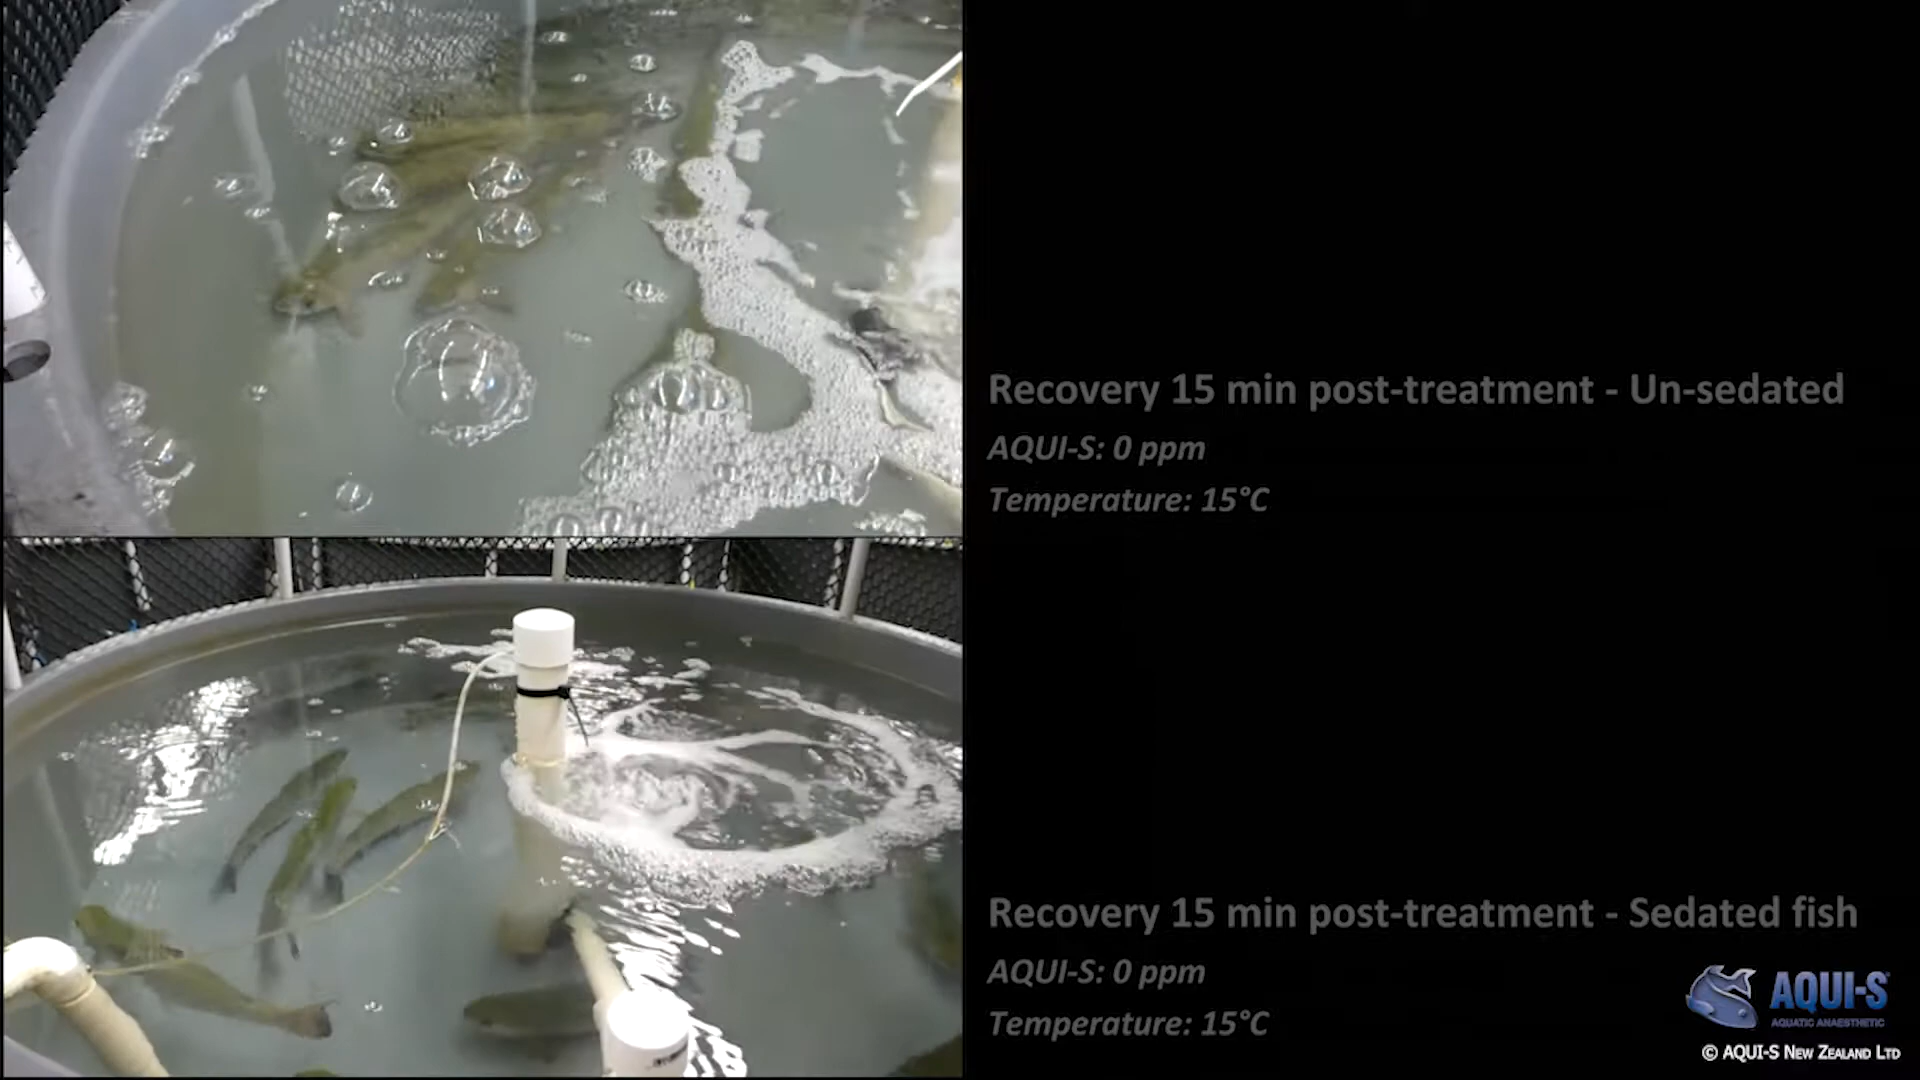 Recovery 15 min post-treatment - Un-sedated
AQUI-S: 0 ppm
Temperature: 15°C
Recovery 15 min post-treatment - Sedated fish
AQUI-S: 0 ppm
Temperature: 15°C
AQUI-S
AQUATIC ANAESTHETIC
© AQUI-S NEW ZEALAND LTD